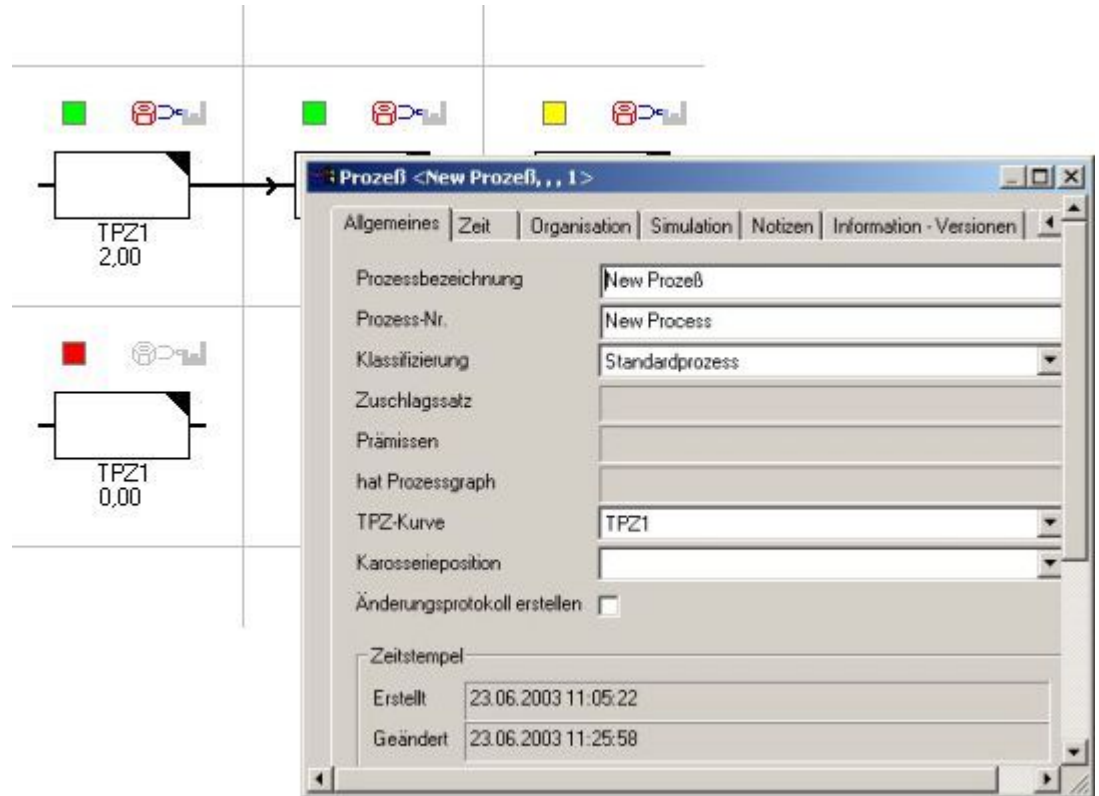 TPZ1
2,00
TPZ1
0,00
Prozeß <New Prozeß, , , 1>
Allgemeines Zeit Organisation Simulation Notizen Information - Versionen
Prozessbezeichnung New Prozeß
Prozess-Nr. New Process
Klassifizierung Standardprozess
Zuschlagssatz
Prämissen
hat Prozessgraph
TPZ-Kurve TPZ1
Karosserieposition
Änderungsprotokoll erstellen
Zeitstempel
Erstellt 23.06.2003 11:05:22
Geändert 23.06.2003 11:25:58